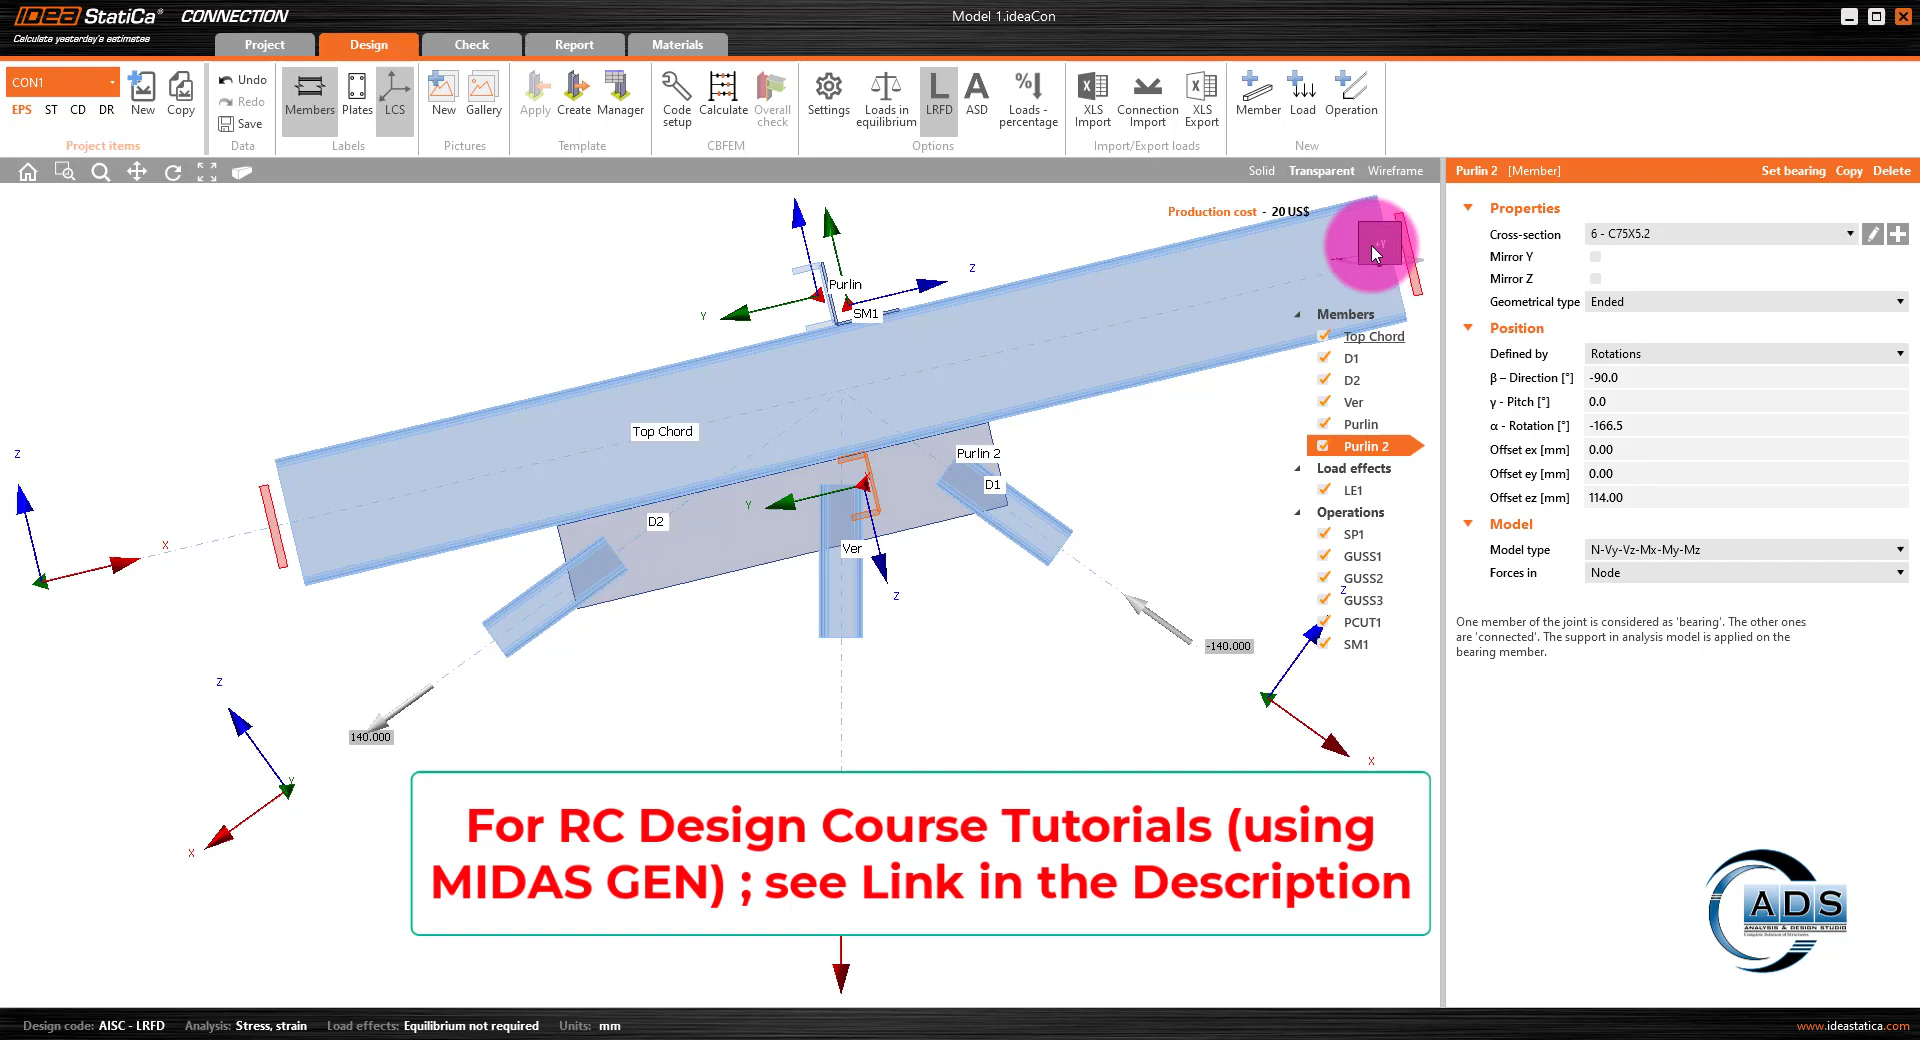 IDEA StatiCa® CONNECTION
Calculate yesterday's estimates
Model 1.ideaCon
Project Design Check Report Materials
CON1
EPS ST CD DR
New Copy
Undo
Redo
Save
Members Plates LCS
New Gallery
Apply Create Manager
Code setup Calculate Overall check
Settings Loads in equilibrium LRFD ASD Loads - percentage
XLS Import Connection Import XLS Export
Member Load Operation
Project items Data Labels Pictures Template CBFEM Options Import/Export loads New
Solid Transparent Wireframe
Production cost - 20 US$
+Y
Purlin
SM1
Z
Y
Top Chord
Z
X
Purlin 2
D1
D2
Y
Ver
Z
Z
X
140.000
-140.000
Z
X
Y
Members
Top Chord
D1
D2
Ver
Purlin
Purlin 2
Load effects
LE1
Operations
SP1
GUSS1
GUSS2
GUSS3
PCUT1
SM1
Purlin 2 [Member] Set bearing Copy Delete
Properties
Cross-section 6 - C75X5.2
Mirror Y
Mirror Z
Geometrical type Ended
Position
Defined by Rotations
β – Direction [°] -90.0
γ - Pitch [°] 0.0
α - Rotation [°] -166.5
Offset ex [mm] 0.00
Offset ey [mm] 0.00
Offset ez [mm] 114.00
Model
Model type N-Vy-Vz-Mx-My-Mz
Forces in Node
One member of the joint is considered as 'bearing'. The other ones
are 'connected'. The support in analysis model is applied on the
bearing member.
For RC Design Course Tutorials (using
MIDAS GEN) ; see Link in the Description
ADS
ANALYSIS & DESIGN STUDIO
Complete Solution of Structures
Design code: AISC - LRFD Analysis: Stress, strain Load effects: Equilibrium not required Units: mm
www.ideastatica.com